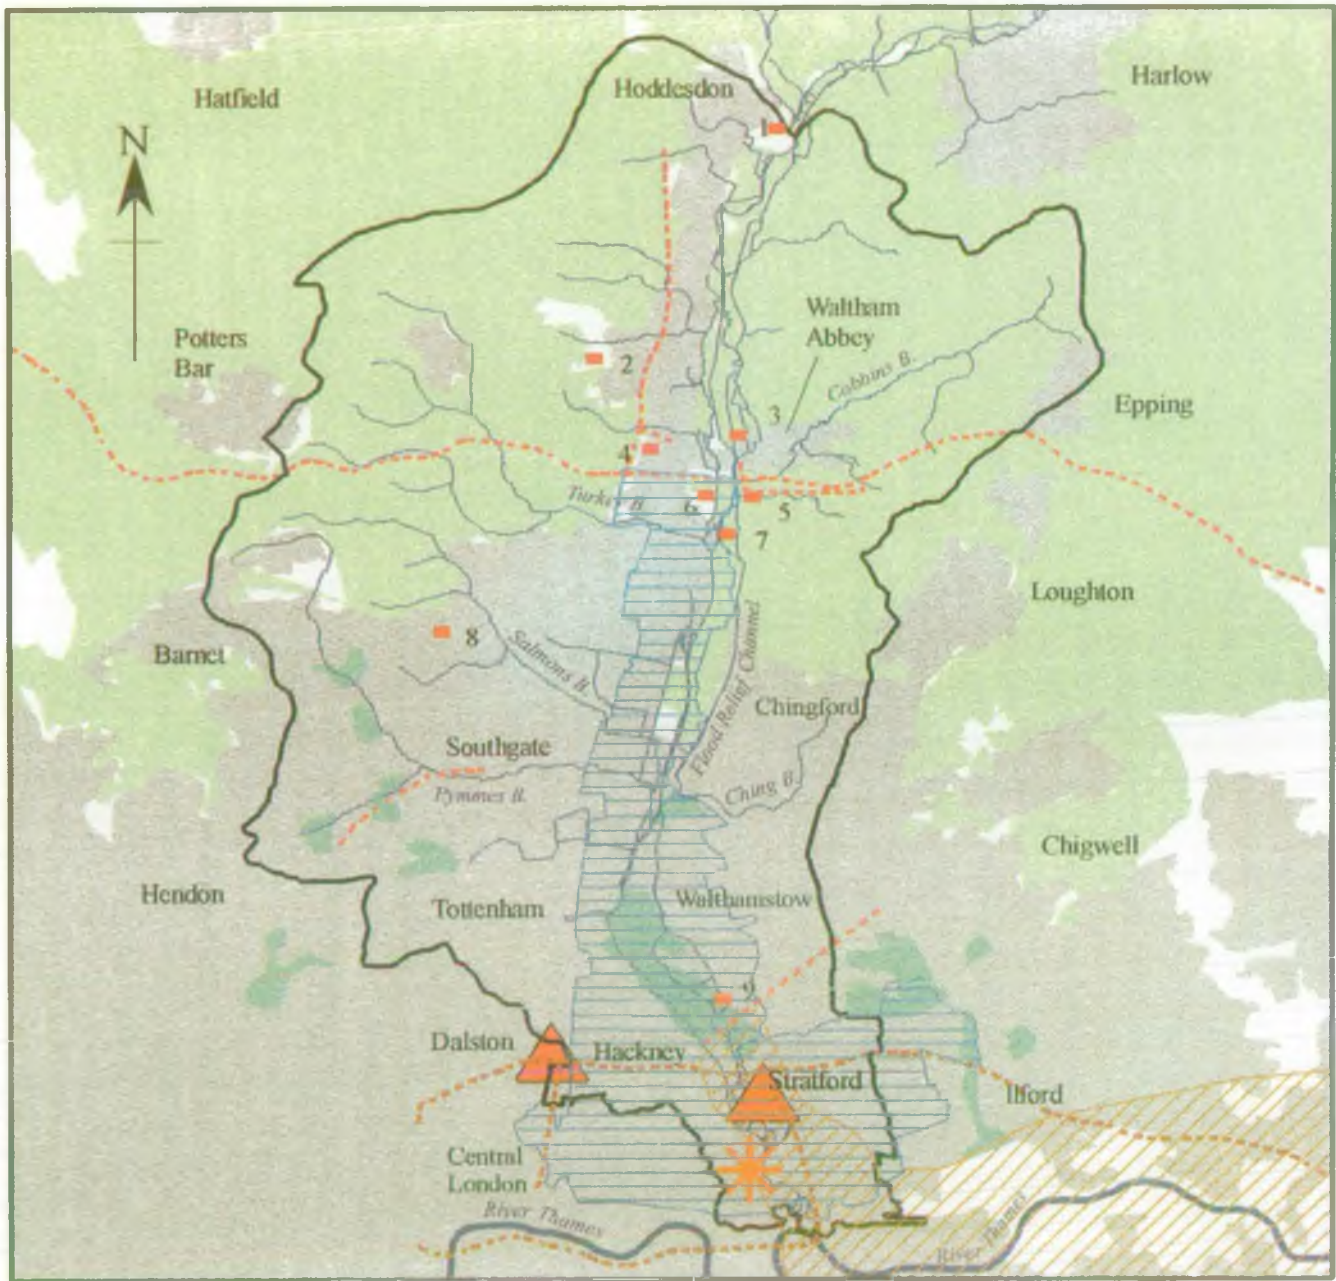 Hoddesdon
Harlow
Hatfield
1
N
Waltham
Abbey
Potters
Bar
2
Cobbins B.
Epping
3
4
Turkey B
6
5
7
Loughton
Barnet
8
Salmons B.
Flood Relief Channel
Chingford
Southgate
Pymmes B.
Ching B.
Chigwell
Hendon
Tottenham
Walthamstow
9
Dalston
Hackney
Stratford
Ilford
Central
London
River Thames
River Thames